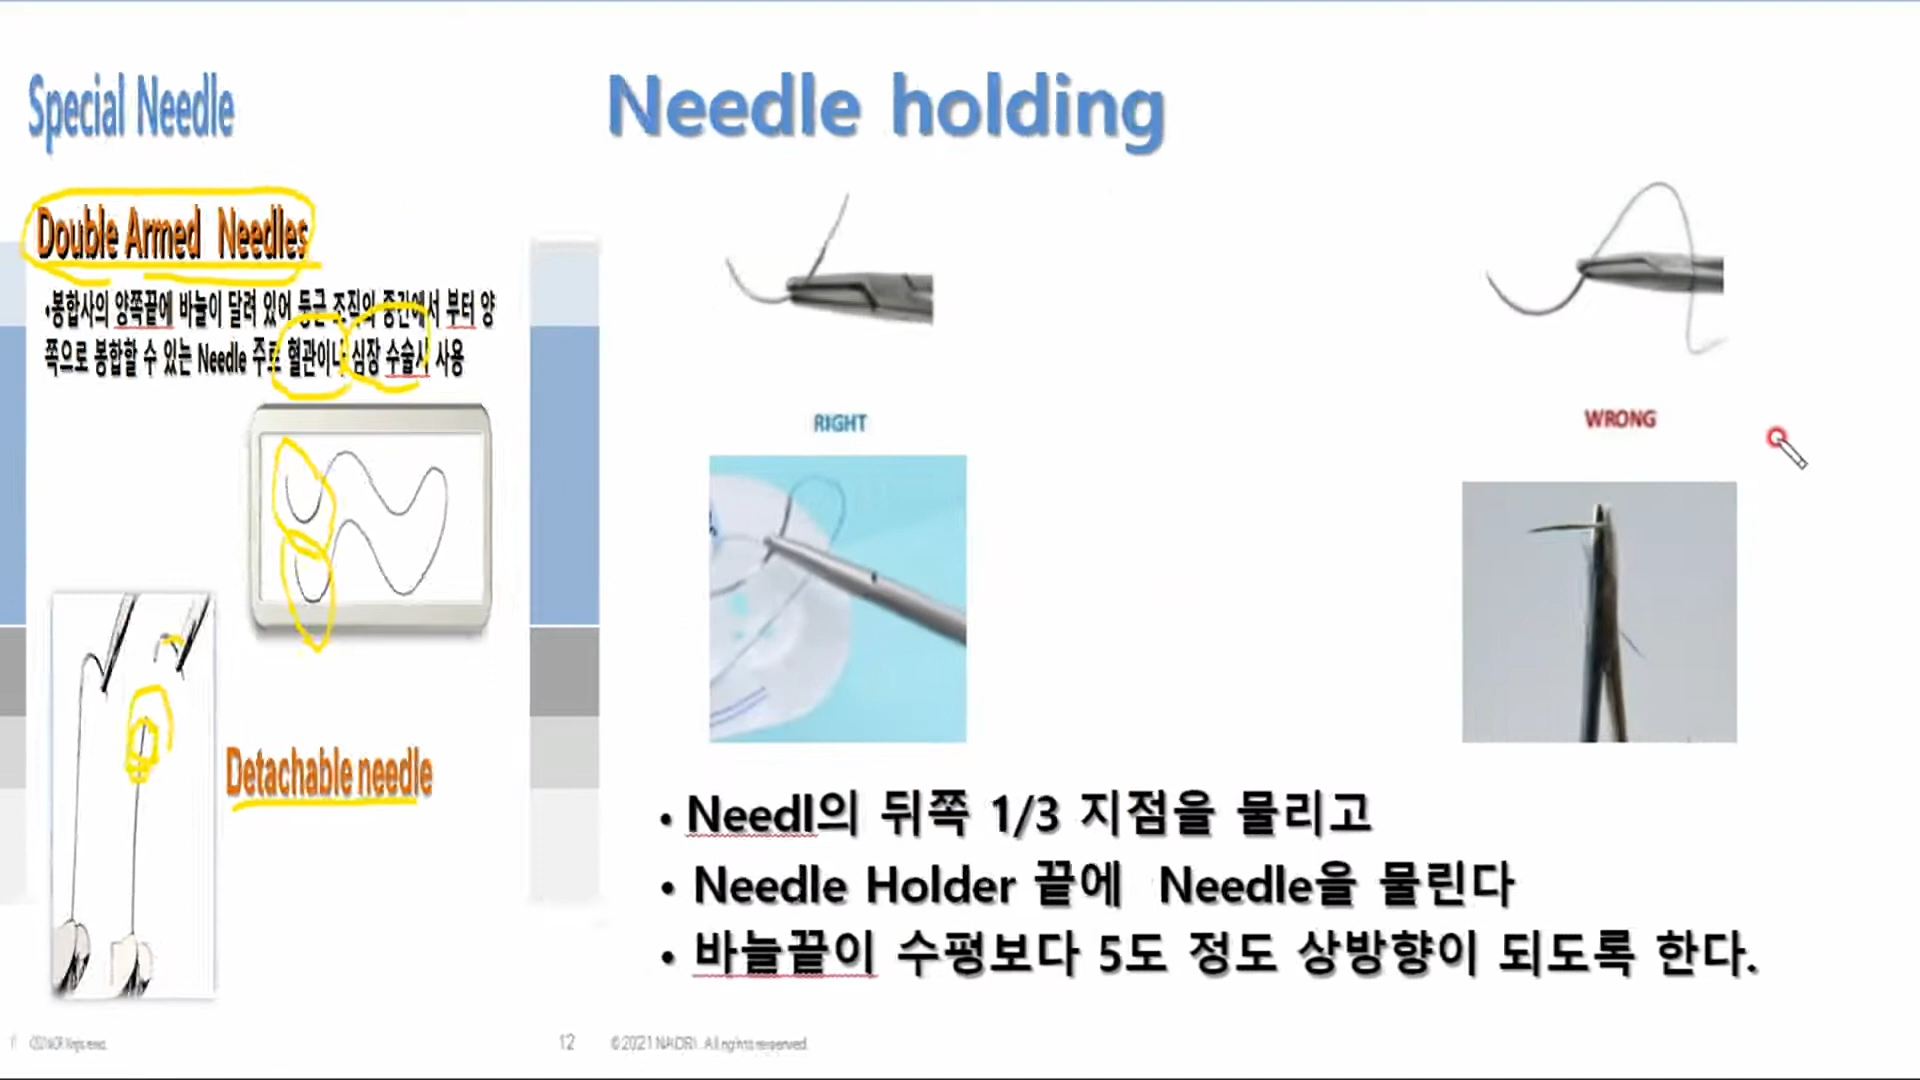 Special Needle
Double Armed Needles
•봉합사의 양쪽끝에 바늘이 달려 있어 둥근 조직의 중간에서 부터 양
쪽으로 봉합할 수 있는 Needle 주로 혈관이나 심장 수술시 사용
Detachable needle
Needle holding
RIGHT
WRONG
• Needl의 뒤쪽 1/3 지점을 물리고
• Needle Holder 끝에 Needle을 물린다
• 바늘끝이 수평보다 5도 정도 상방향이 되도록 한다.
12
©2021 All rights reserved.